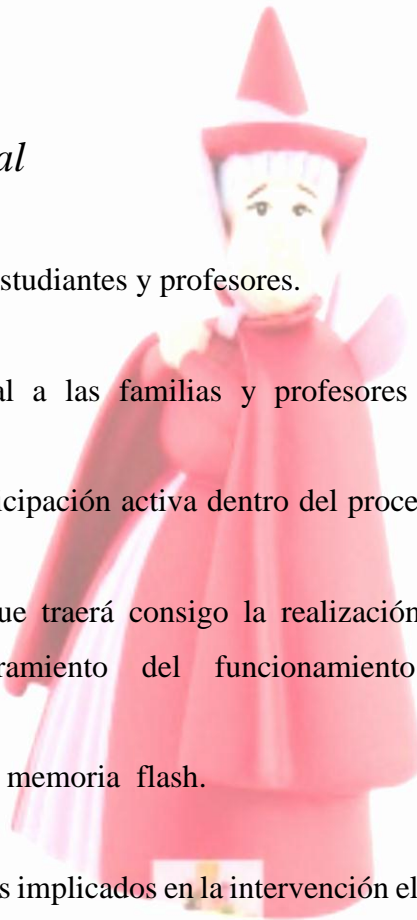 al
studiantes y profesores.
al a las familias y profesores
icipación activa dentro del proce
ue traerá consigo la realización
ramiento del funcionamiento
memoria flash.
s implicados en la intervención el